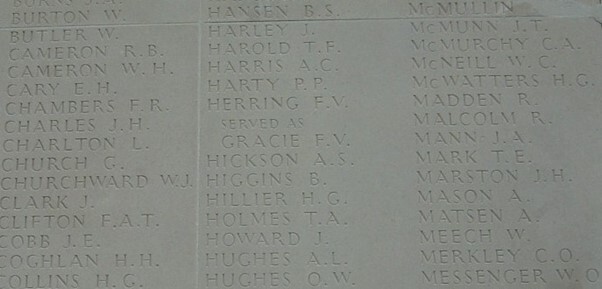 BURNS J.A.
BURTON W.
BUTLER W.
CAMERON R.B.
CAMERON W.H.
CARY E.H.
CHAMBERS F.R.
CHARLES J.H.
CHARLTON L.
CHURCH G.
CHURCHWARD W.J.
CLARK J.
CLIFTON F.A.T.
COBB J.E.
COGHLAN H.H.
COLLINS H.G.
HANSEN B.S.
HARLEY J.
HAROLD T.F.
HARRIS A.C.
HARTY P.P.
HERRING F.V.
SERVED AS
GRACIE F.V.
HICKSON A.S.
HIGGINS B.
HILLIER H.G.
HOLMES T.A.
HOWARD J.
HUGHES A.L.
HUGHES O.W.
McMULLIN
McMUNN J.T.
McMURCHY C.A.
McNEILL W.C.
McWATTERS H.G.
MADDEN R.
MALCOLM R.
MANN J.A.
MARK T.E.
MARSTON J.H.
MASON A.
MATSEN A.
MEECH W.
MERKLEY C.O.
MESSENGER W.O